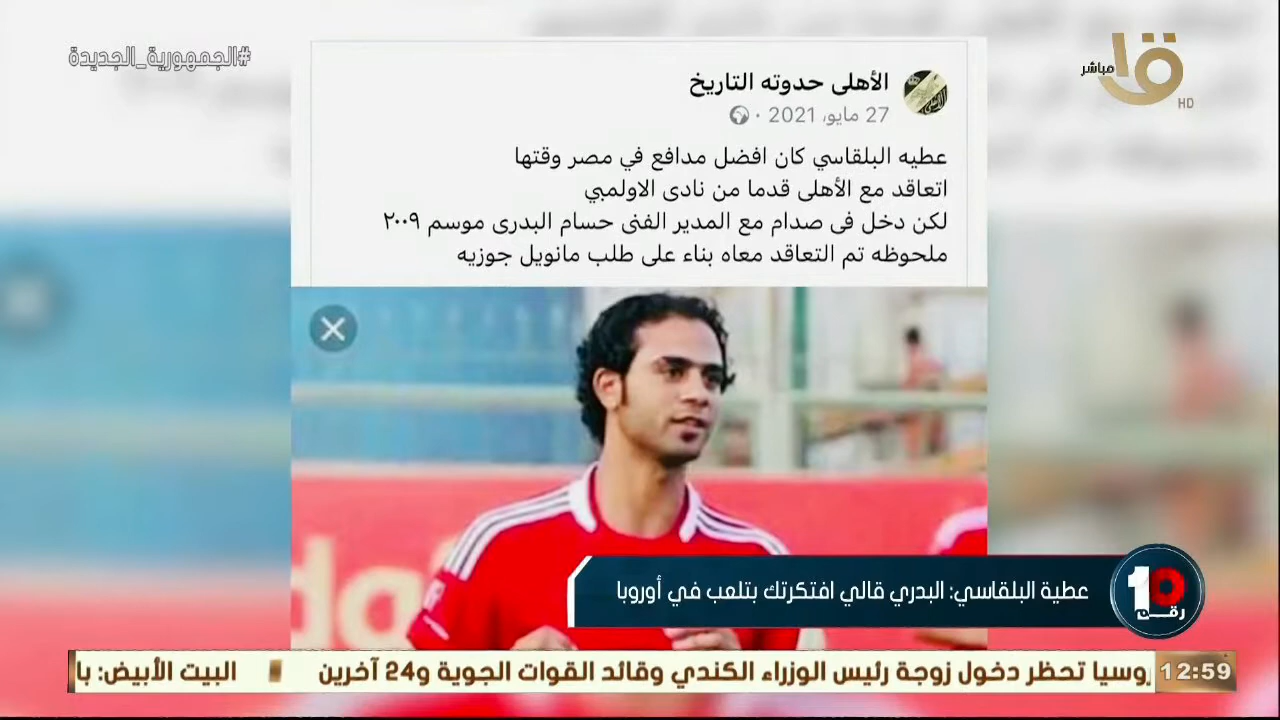 #الجمهورية_الجديدة
مباشر
HD
الأهلى حدوته التاريخ
27 مايو، 2021 ·
عطيه البلقاسي كان افضل مدافع في مصر وقتها
اتعاقد مع الأهلى قدما من نادى الاولمبي
لكن دخل فى صدام مع المدير الفنى حسام البدرى موسم ٢٠٠٩
ملحوظه تم التعاقد معاه بناء على طلب مانويل جوزيه
عطية البلقاسي: البدري قالي افتكرتك بتلعب في أوروبا
رقم 10
روسيا تحظر دخول زوجة رئيس الوزراء الكندي وقائد القوات الجوية و24 آخرين
البيت الأبيض: با
12:59